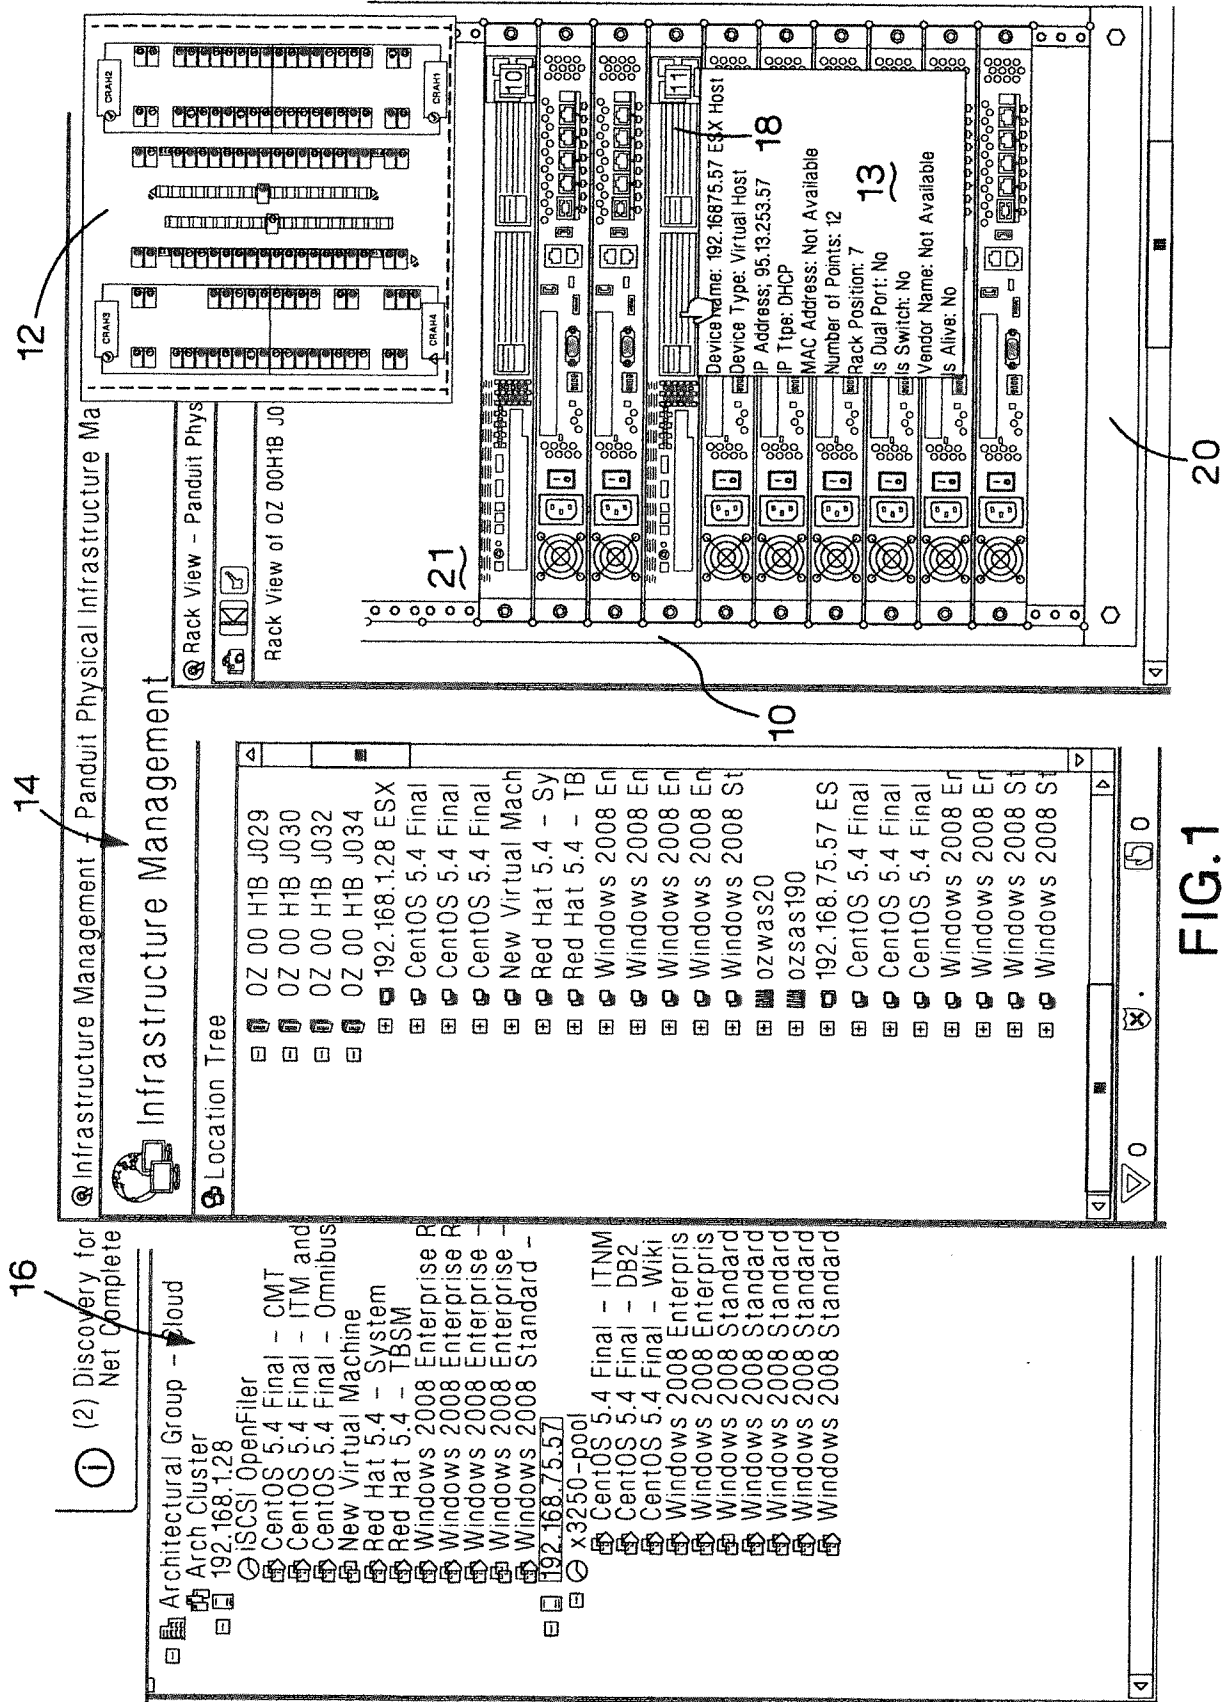 16
ⓘ (2) Discovery for
Net Complete
Architectural Group - Cloud
Arch Cluster
192.168.1.28
iSCSI OpenFiler
CentOS 5.4 Final - CMT
CentOS 5.4 Final - ITM and
CentOS 5.4 Final - Omnibus
New Virtual Machine
Red Hat 5.4 - System
Red Hat 5.4 - TBSM
Windows 2008 Enterprise R
Windows 2008 Enterprise R
Windows 2008 Enterprise -
Windows 2008 Enterprise -
Windows 2008 Standard -
192.168.75.57
x3250-pool
CentOS 5.4 Final - ITNM
CentOS 5.4 Final - DB2
CentOS 5.4 Final - Wiki
Windows 2008 Enterpris
Windows 2008 Enterpris
Windows 2008 Standard
Windows 2008 Standard
Windows 2008 Standard
Windows 2008 Standard
Windows 2008 Standard
14
Infrastructure Management - Panduit Physical Infrastructure Ma
Infrastructure Management
Location Tree
OZ 00 H1B J029
OZ 00 H1B J030
OZ 00 H1B J032
OZ 00 H1B J034
192.168.1.28 ESX
CentOS 5.4 Final
CentOS 5.4 Final
CentOS 5.4 Final
New Virtual Mach
Red Hat 5.4 - Sy
Red Hat 5.4 - TB
Windows 2008 En
Windows 2008 En
Windows 2008 En
Windows 2008 En
Windows 2008 St
ozwas20
ozsas190
192.168.75.57 ES
CentOS 5.4 Final
CentOS 5.4 Final
CentOS 5.4 Final
Windows 2008 En
Windows 2008 En
Windows 2008 St
Windows 2008 St
0
0
12
CRAH3
CRAH2
CRAH4
CRAH1
Rack View - Panduit Phys
Rack View of OZ 00H1B J0
21
10
11
Device Name: 192.16875.57 ESX Host
Device Type: Virtual Host
IP Address; 95.13.253.57
IP Ttpe: DHCP
MAC Address: Not Available
Number of Points: 12
Rack Position: 7
Is Dual Port: No
Is Switch: No
Vendor Name: Not Available
Is Alive: No
18
13
10
20
FIG.1